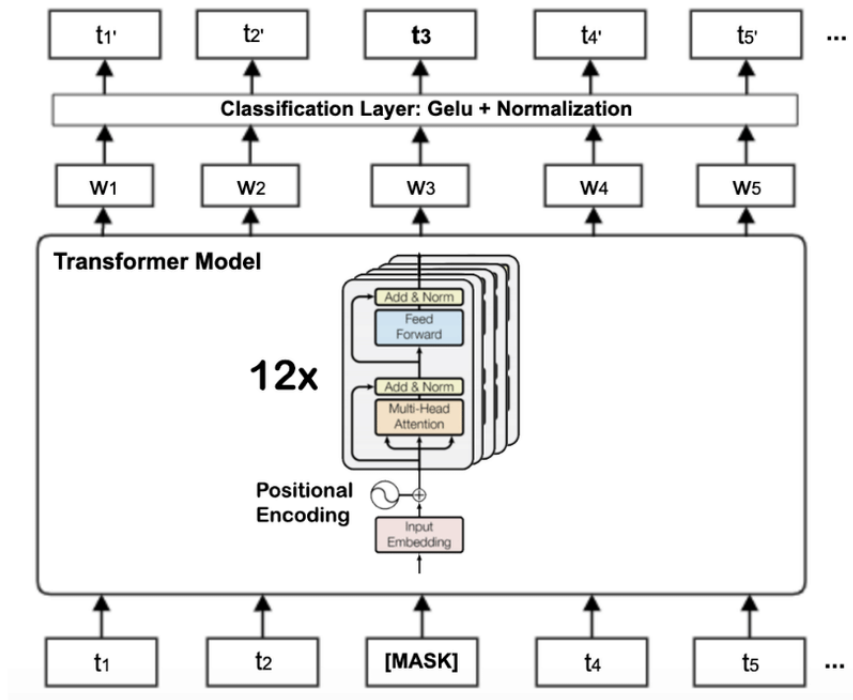 t1' t2' t3 t4' t5' ...
Classification Layer: Gelu + Normalization
w1 w2 w3 w4 w5
Transformer Model
Add & Norm
Feed
Forward
12x
Add & Norm
Multi-Head
Attention
Positional
Encoding
Input
Embedding
t1 t2 [MASK] t4 t5 ...